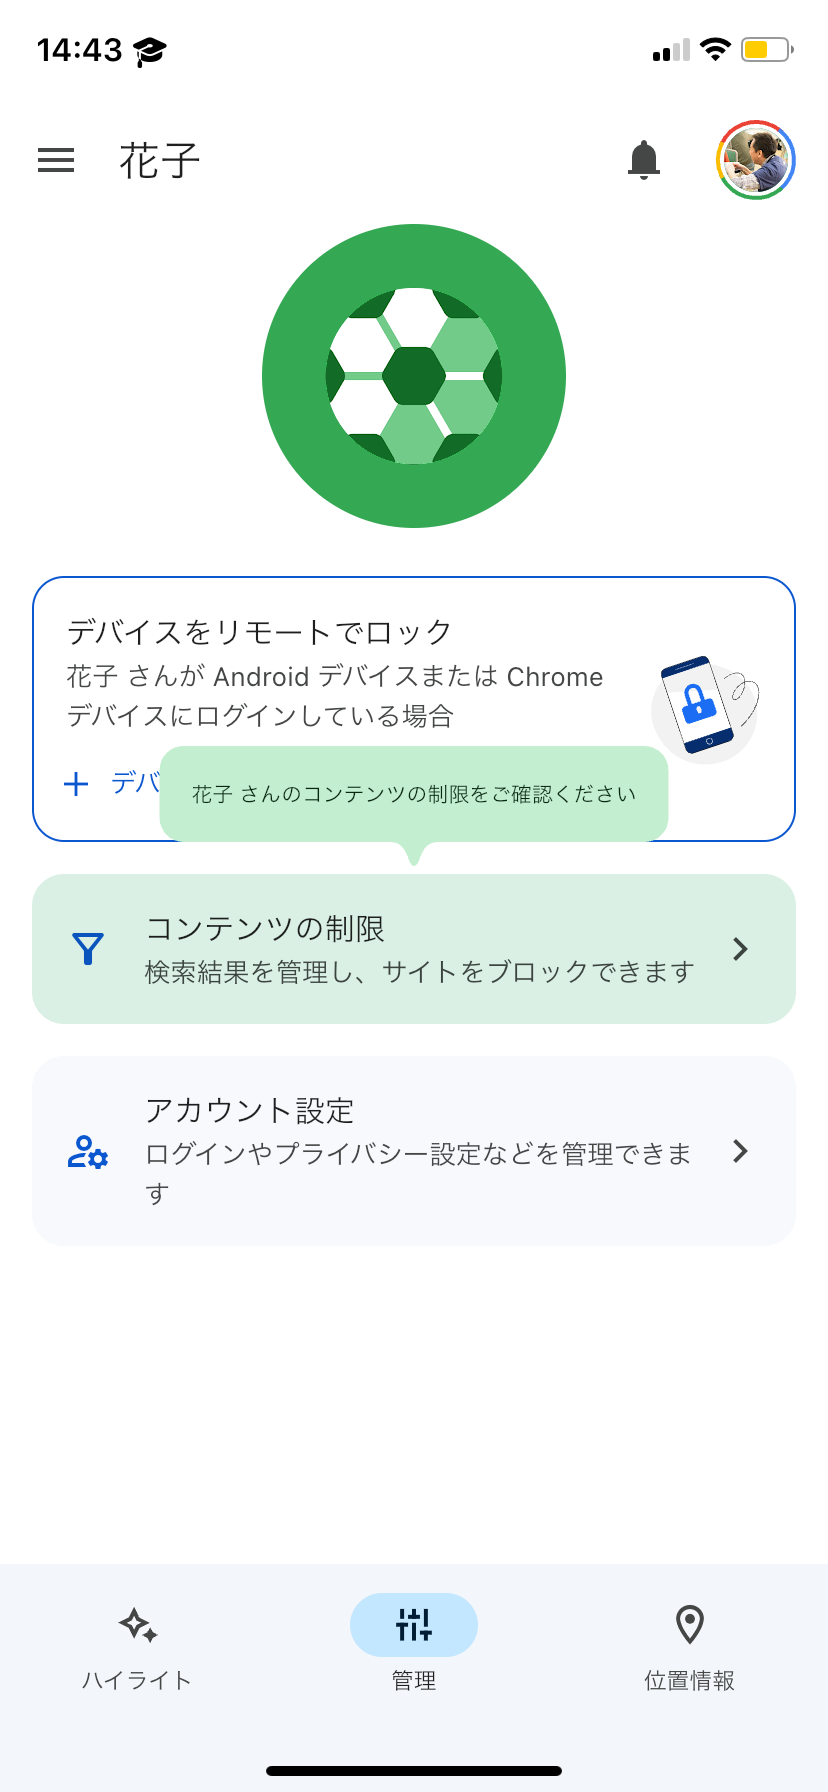 14:43
花子
デバイスをリモートでロック
花子 さんが Android デバイスまたは Chrome
デバイスにログインしている場合
+ デバ
花子 さんのコンテンツの制限をご確認ください
コンテンツの制限
検索結果を管理し、サイトをブロックできます
アカウント設定
ログインやプライバシー設定などを管理できま
す
ハイライト
管理
位置情報